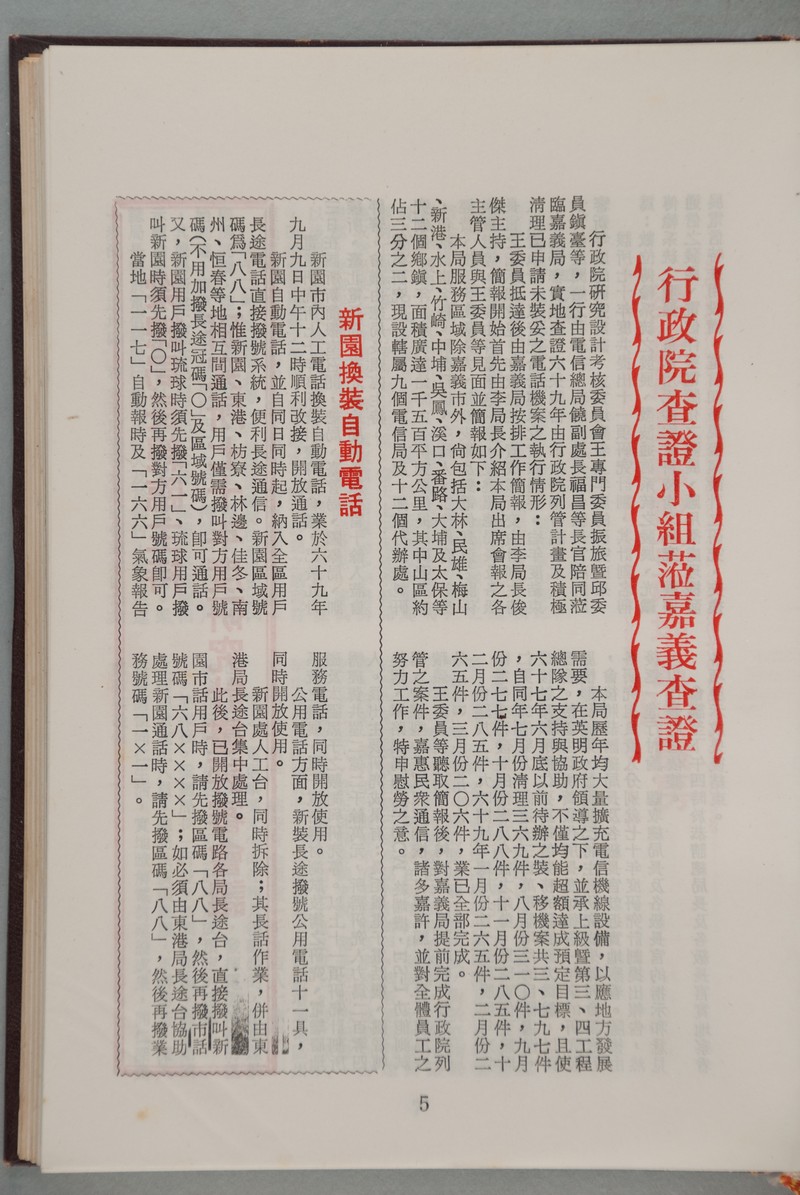 行政院查證小組蒞嘉義查證
行政院研究設計考核委員會王專門委員振旅暨邱委
員鎮臺等，一行由電信總局饒副處長福昌等長官陪同蒞
臨嘉義局，實地查證六十九年由行政院列管計畫及積極
清理已申請未裝妥之電話機案之執行情形：
王委員抵達後由嘉義局按排工作簡報，由李局長俊
傑主持，簡報開始首先由李局長介紹本局出席會報之各
主管人員與王委員等見面並簡報如下：
本局服務區域除嘉義市外，尚包括大林、民雄、梅山
、新港、水上、竹崎、中埔、吳鳳、溪口、番路、大埔及太保等
十二個鄉鎮，面積廣達一千五百平方公里，其中山區約
佔三分之二，現設轄屬九個電信局及十二個代辦處。
本局歷年均大量擴充電信機線設備，以應地方發展
需要，在英明政府領導之下，並承上級暨第三、四工程
總隊之支持與協助，不僅均能超額達成預定目標，且使
六十七年六月底以前待辦之裝、移機案共三、七九七件
，自同年七月份清理三六九件，八月份三一〇件，九月
份二七七件，十月份二八八件，十一月份二八五件，十
二月份二八五件，六十九年一月份二六五件，二月份二
六五件，三月份二〇六件，業已全部完成。
王委員等聽取簡報後，對嘉義局提前完成行政院列
管之案件，嘉惠民衆通信，諸多嘉許，並對全體員工之
努力工作，特申慰勞之意。
新園換裝自動電話
新園市內人工電話換裝自動電話，業於六十九年
九月九日中午十二時順利改接，開放通話。
新園自動電話，並自同日同時起，納入全區用戶
長途電話直接撥號系統，便利長途通信。新園區域號
碼爲「八八」；惟新園、東港、枋寮、林邊、佳冬、南
州、恒春等地相互間通話，用戶僅需撥叫對方用戶號
碼（不用加撥長途冠碼「〇」及區域號碼），卽可通話。
又，新園用戶撥叫琉球時須先撥「六一」、琉球用戶撥
叫新園時須先撥「〇」，然後再撥對方用戶號碼卽可。
當地「一一七」自動報時及「一六六」氣象報告
服務電話，同時開放使用。
公用電話方面，新裝長途撥號公用電話十一具，
同時開放使用。
新園處人工台，同時拆除；其長話作業，併由東
港局長途台集中處理。
此後，已開放撥號電路各局長途台，直接撥叫新
園市話用戶時，請先撥區碼「八八」，然後再撥市話
號碼「六八××××」；如必須由東港局長途台協助
處理新園通話時，請先撥區碼「八八」，然後再撥業
務號碼「一×一」。
5